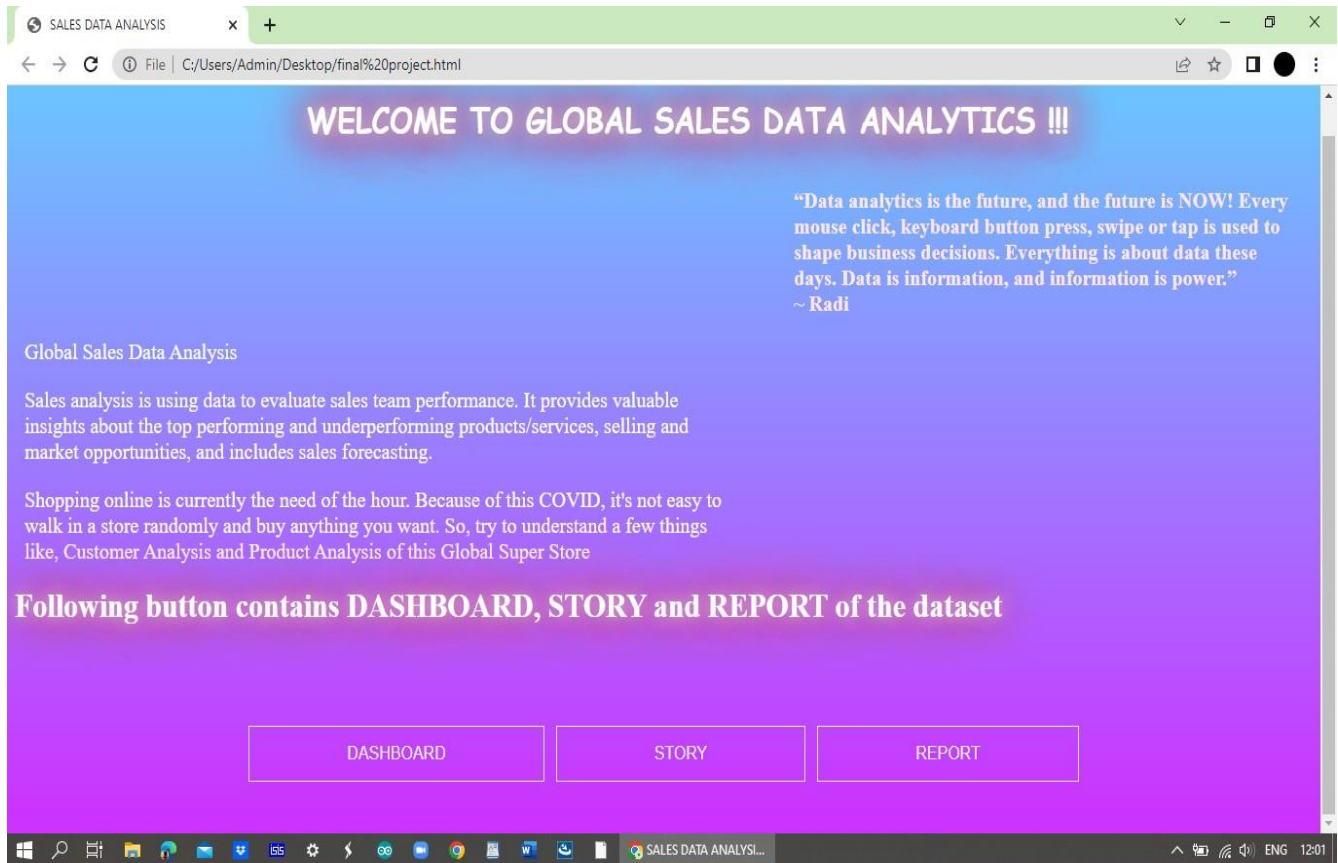 SALES DATA ANALYSIS
File | C:/Users/Admin/Desktop/final%20project.html
WELCOME TO GLOBAL SALES DATA ANALYTICS !!!
“Data analytics is the future, and the future is NOW! Every
mouse click, keyboard button press, swipe or tap is used to
shape business decisions. Everything is about data these
days. Data is information, and information is power.”
~ Radi
Global Sales Data Analysis
Sales analysis is using data to evaluate sales team performance. It provides valuable
insights about the top performing and underperforming products/services, selling and
market opportunities, and includes sales forecasting.
Shopping online is currently the need of the hour. Because of this COVID, it's not easy to
walk in a store randomly and buy anything you want. So, try to understand a few things
like, Customer Analysis and Product Analysis of this Global Super Store
Following button contains DASHBOARD, STORY and REPORT of the dataset
DASHBOARD
STORY
REPORT
SALES DATA ANALYSI...
ENG
12:01